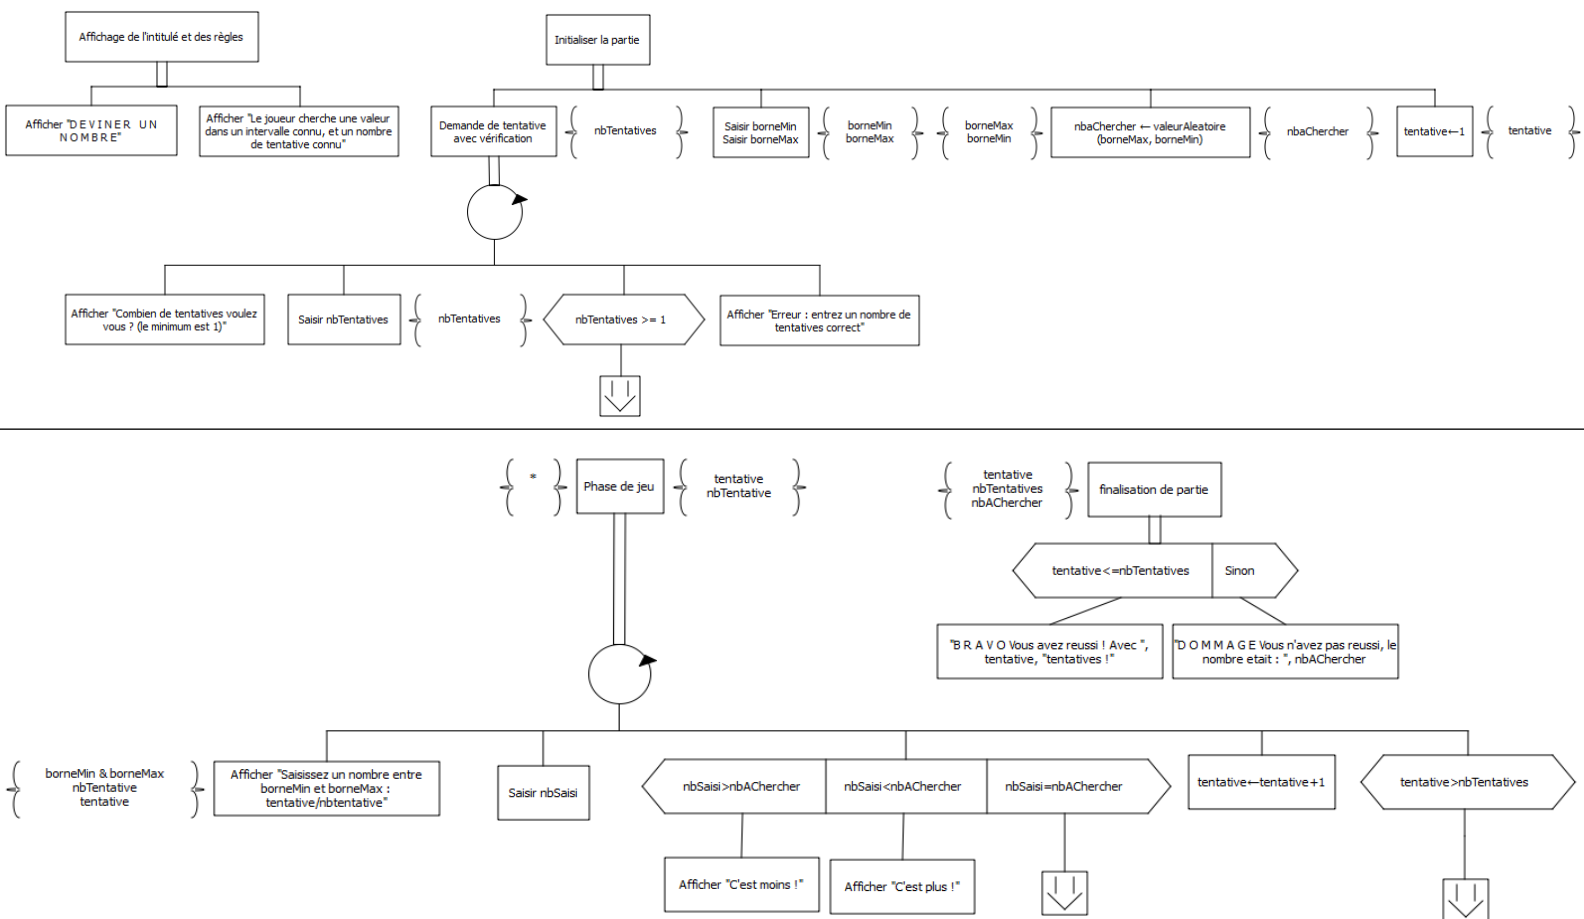 Affichage de l'intitulé et des règles
Initialiser la partie
Afficher "D E V I N E R U N
N O M B R E"
Afficher "Le joueur cherche une valeur
dans un intervalle connu, et un nombre
de tentative connu"
Demande de tentative
avec vérification
nbTentatives
Saisir borneMin
Saisir borneMax
borneMin
borneMax
borneMax
borneMin
nbaChercher ← valeurAleatoire
(borneMax, borneMin)
nbaChercher
tentative←1
tentative
Afficher "Combien de tentatives voulez
vous ? (le minimum est 1)"
Saisir nbTentatives
nbTentatives
nbTentatives >= 1
Afficher "Erreur : entrez un nombre de
tentatives correct"
*
Phase de jeu
tentative
nbTentative
tentative
nbTentatives
nbAChercher
finalisation de partie
tentative<=nbTentatives
Sinon
"B R A V O Vous avez reussi ! Avec ",
tentative, "tentatives !"
"D O M M A G E Vous n'avez pas reussi, le
nombre etait : ", nbAChercher
borneMin & borneMax
nbTentative
tentative
Afficher "Saisissez un nombre entre
borneMin et borneMax :
tentative/nbtentative"
Saisir nbSaisi
nbSaisi>nbAChercher
nbSaisi<nbAChercher
nbSaisi=nbAChercher
tentative←tentative+1
tentative>nbTentatives
Afficher "C'est moins !"
Afficher "C'est plus !"